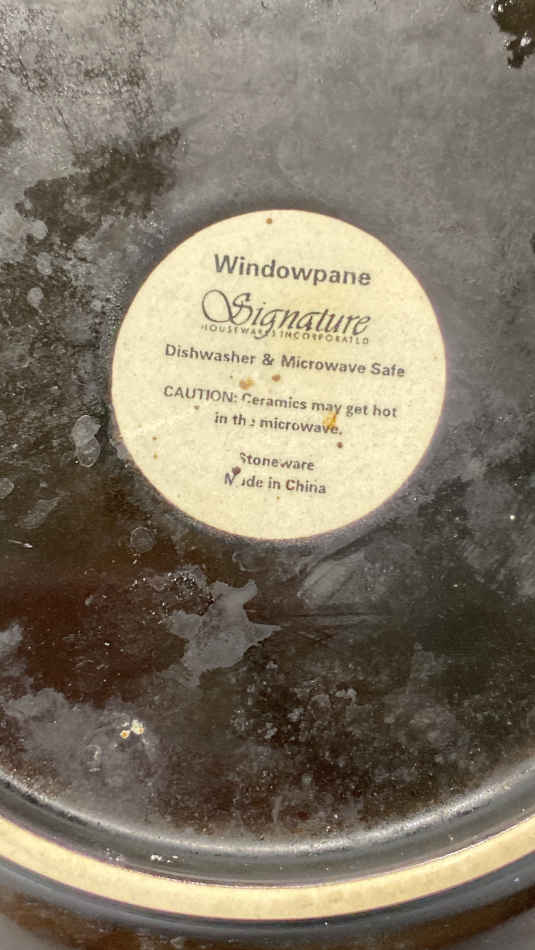 Windowpane
Signature
HOUSEWARES INCORPORATED
Dishwasher & Microwave Safe
CAUTION: Ceramics may get hot
in the microwave.
Stoneware
Made in China